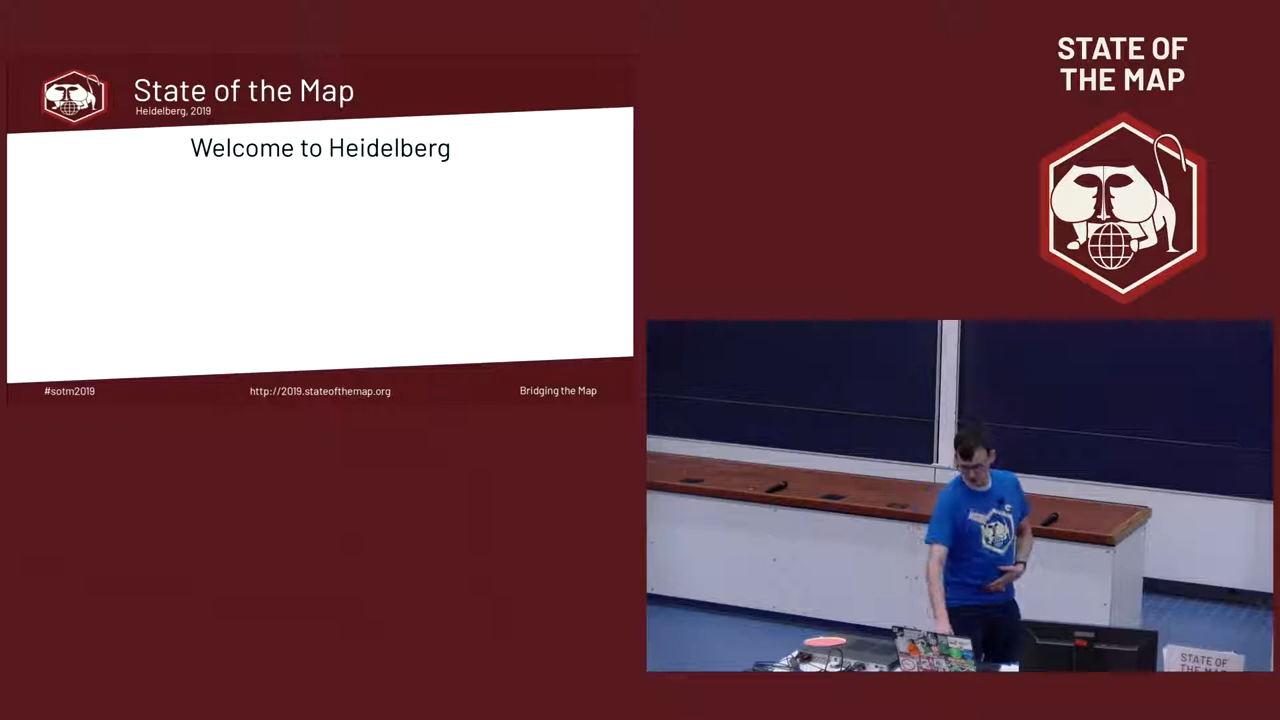 State of the Map
Heidelberg, 2019
Welcome to Heidelberg
#sotm2019
http://2019.stateofthemap.org
Bridging the Map
STATE OF
THE MAP
STATE OF
THE MAP